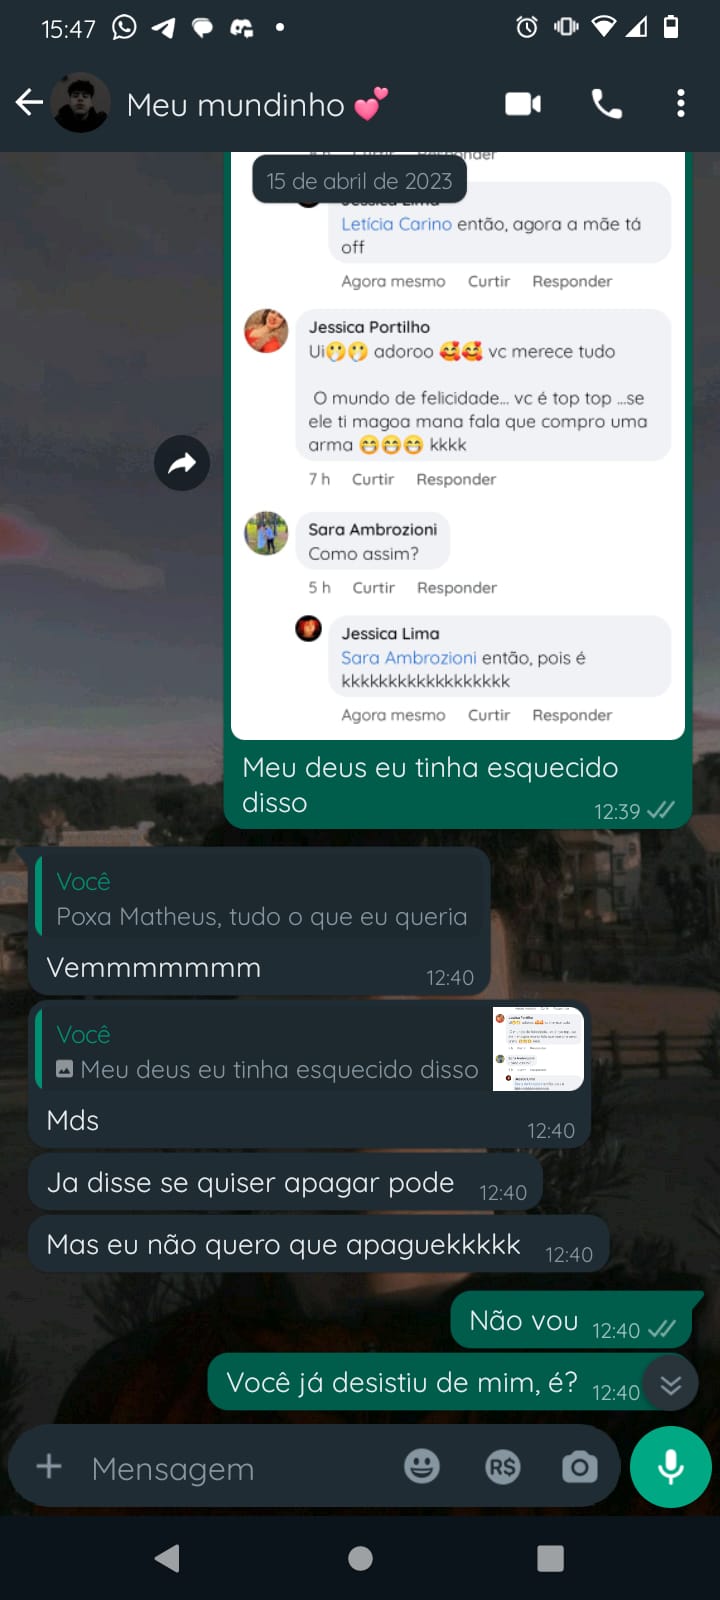 15:47
Meu mundinho 💕
Responder
15 de abril de 2023
Jessica Lima
Letícia Carino então, agora a mãe tá
off
Agora mesmo Curtir Responder
Jessica Portilho
Ui🤭🤭 adoroo 🥰🥰 vc merece tudo
O mundo de felicidade... vc é top top ...se
ele ti magoa mana fala que compro uma
arma 😁😁😁 kkkk
7 h Curtir Responder
Sara Ambrozioni
Como assim?
5 h Curtir Responder
Jessica Lima
Sara Ambrozioni então, pois é
kkkkkkkkkkkkkkkkkk
Agora mesmo Curtir Responder
Meu deus eu tinha esquecido
disso
12:39
Você
Poxa Matheus, tudo o que eu queria
Vemmmmmmm
12:40
Você
Meu deus eu tinha esquecido disso
Mds
12:40
Ja disse se quiser apagar pode 12:40
Mas eu não quero que apaguekkkkk 12:40
Não vou 12:40
Você já desistiu de mim, é? 12:40
Mensagem
R$